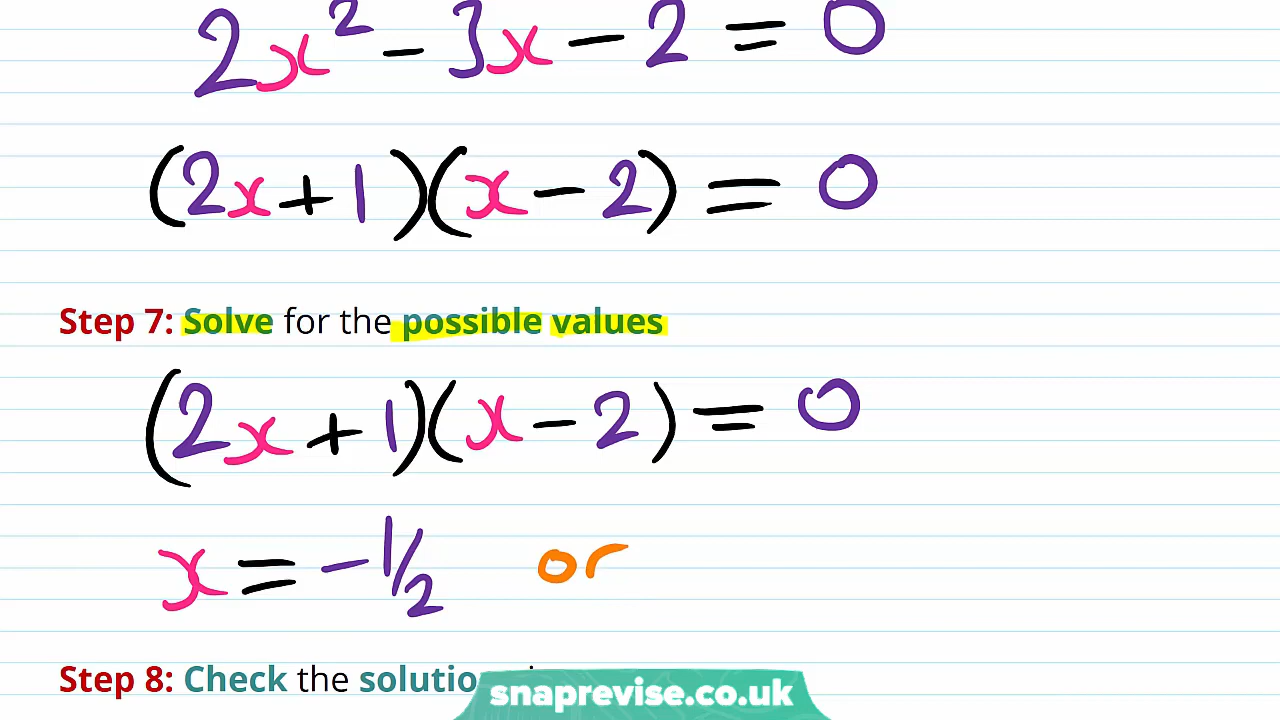 2x² - 3x - 2 = 0
(2x + 1)(x - 2) = 0
Step 7: Solve for the possible values
(2x + 1)(x - 2) = 0
x = -1/2 or
Step 8: Check the solutio
snaprevise.co.uk